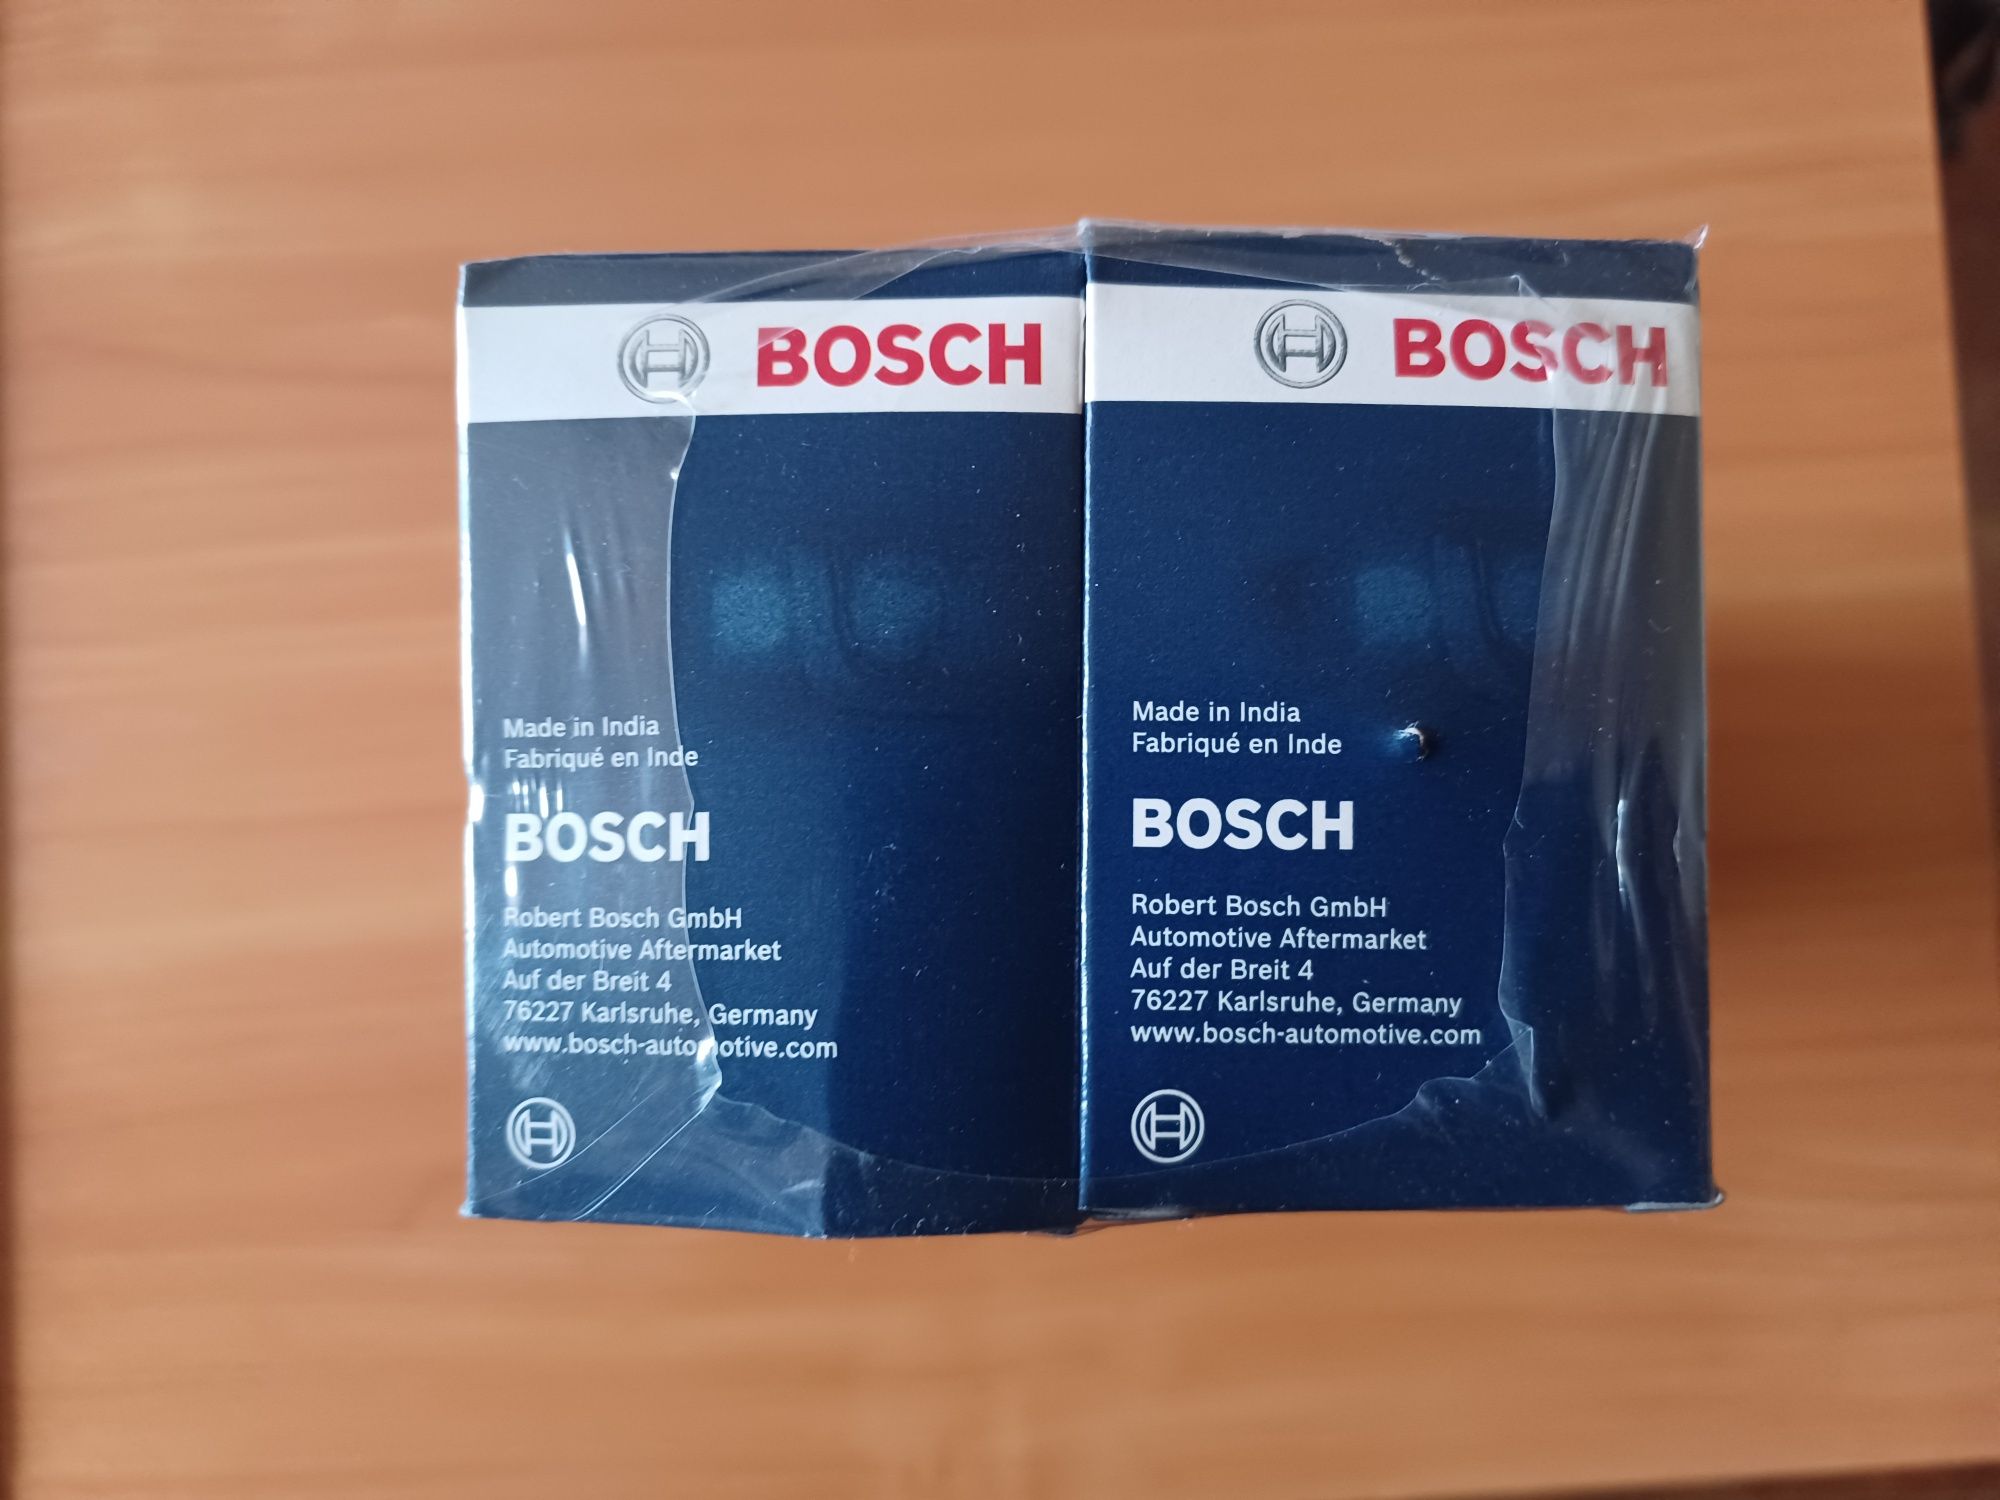 BOSCH
Made in India
Fabriqué en Inde
BOSCH
Robert Bosch GmbH
Automotive Aftermarket
Auf der Breit 4
76227 Karlsruhe, Germany
www.bosch-automotive.com
BOSCH
Made in India
Fabriqué en Inde
BOSCH
Robert Bosch GmbH
Automotive Aftermarket
Auf der Breit 4
76227 Karlsruhe, Germany
www.bosch-automotive.com